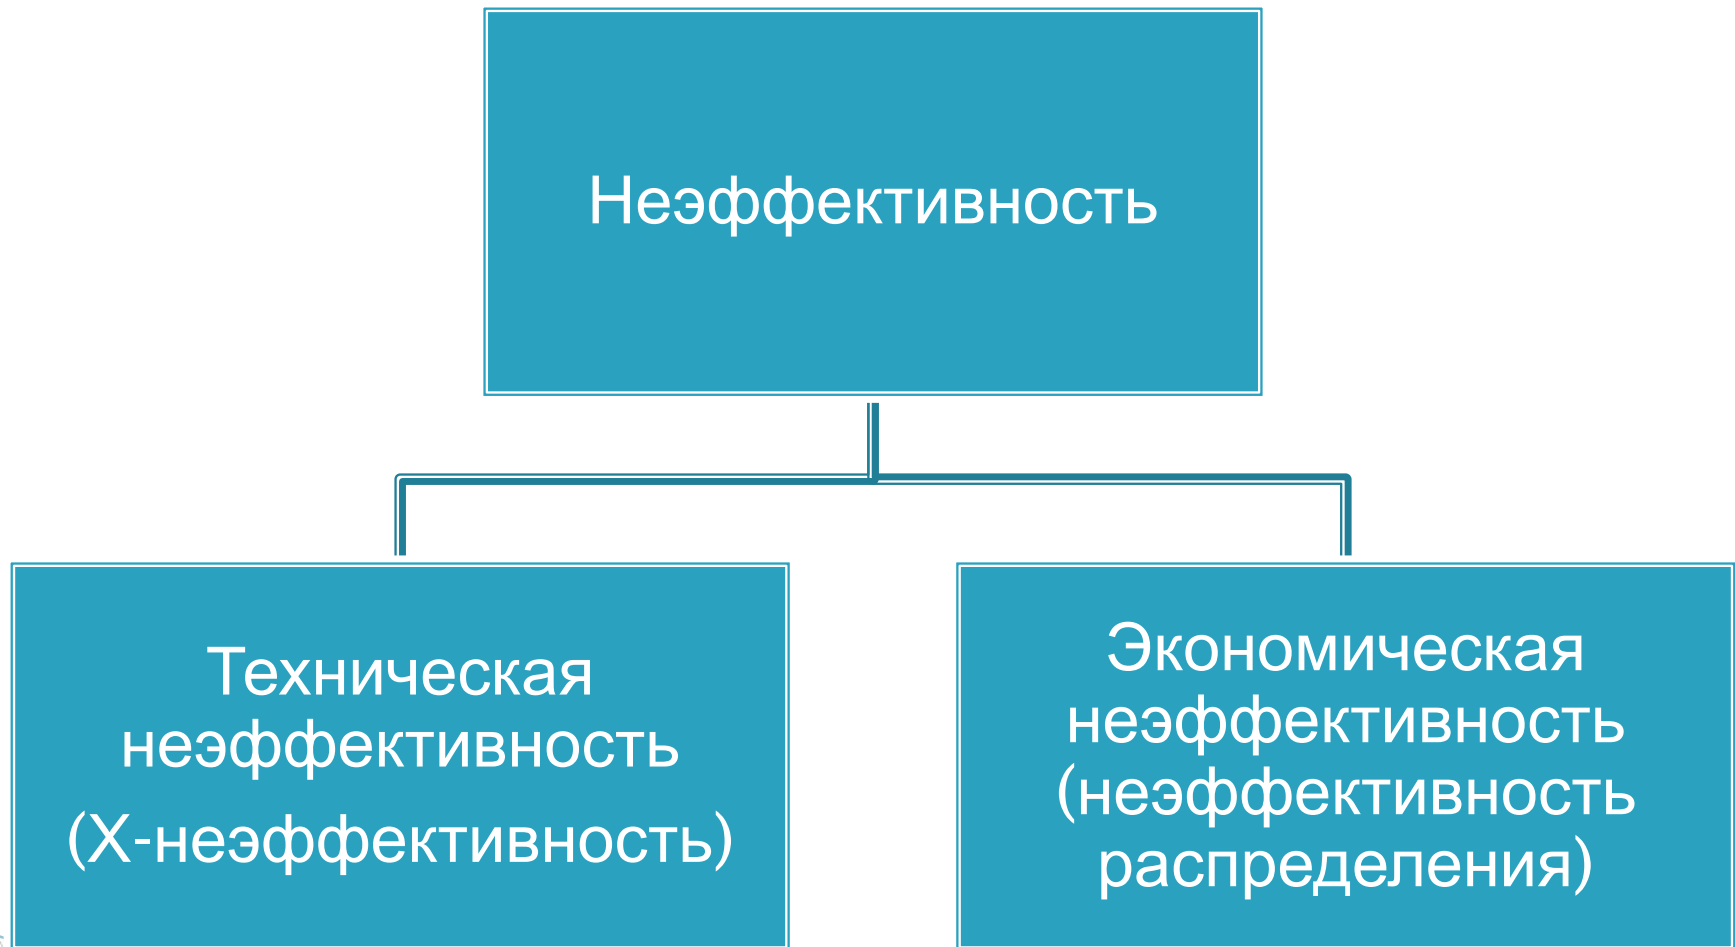 Неэффективность
Техническая
неэффективность
(Х-неэффективность)
Экономическая
неэффективность
(неэффективность
распределения)